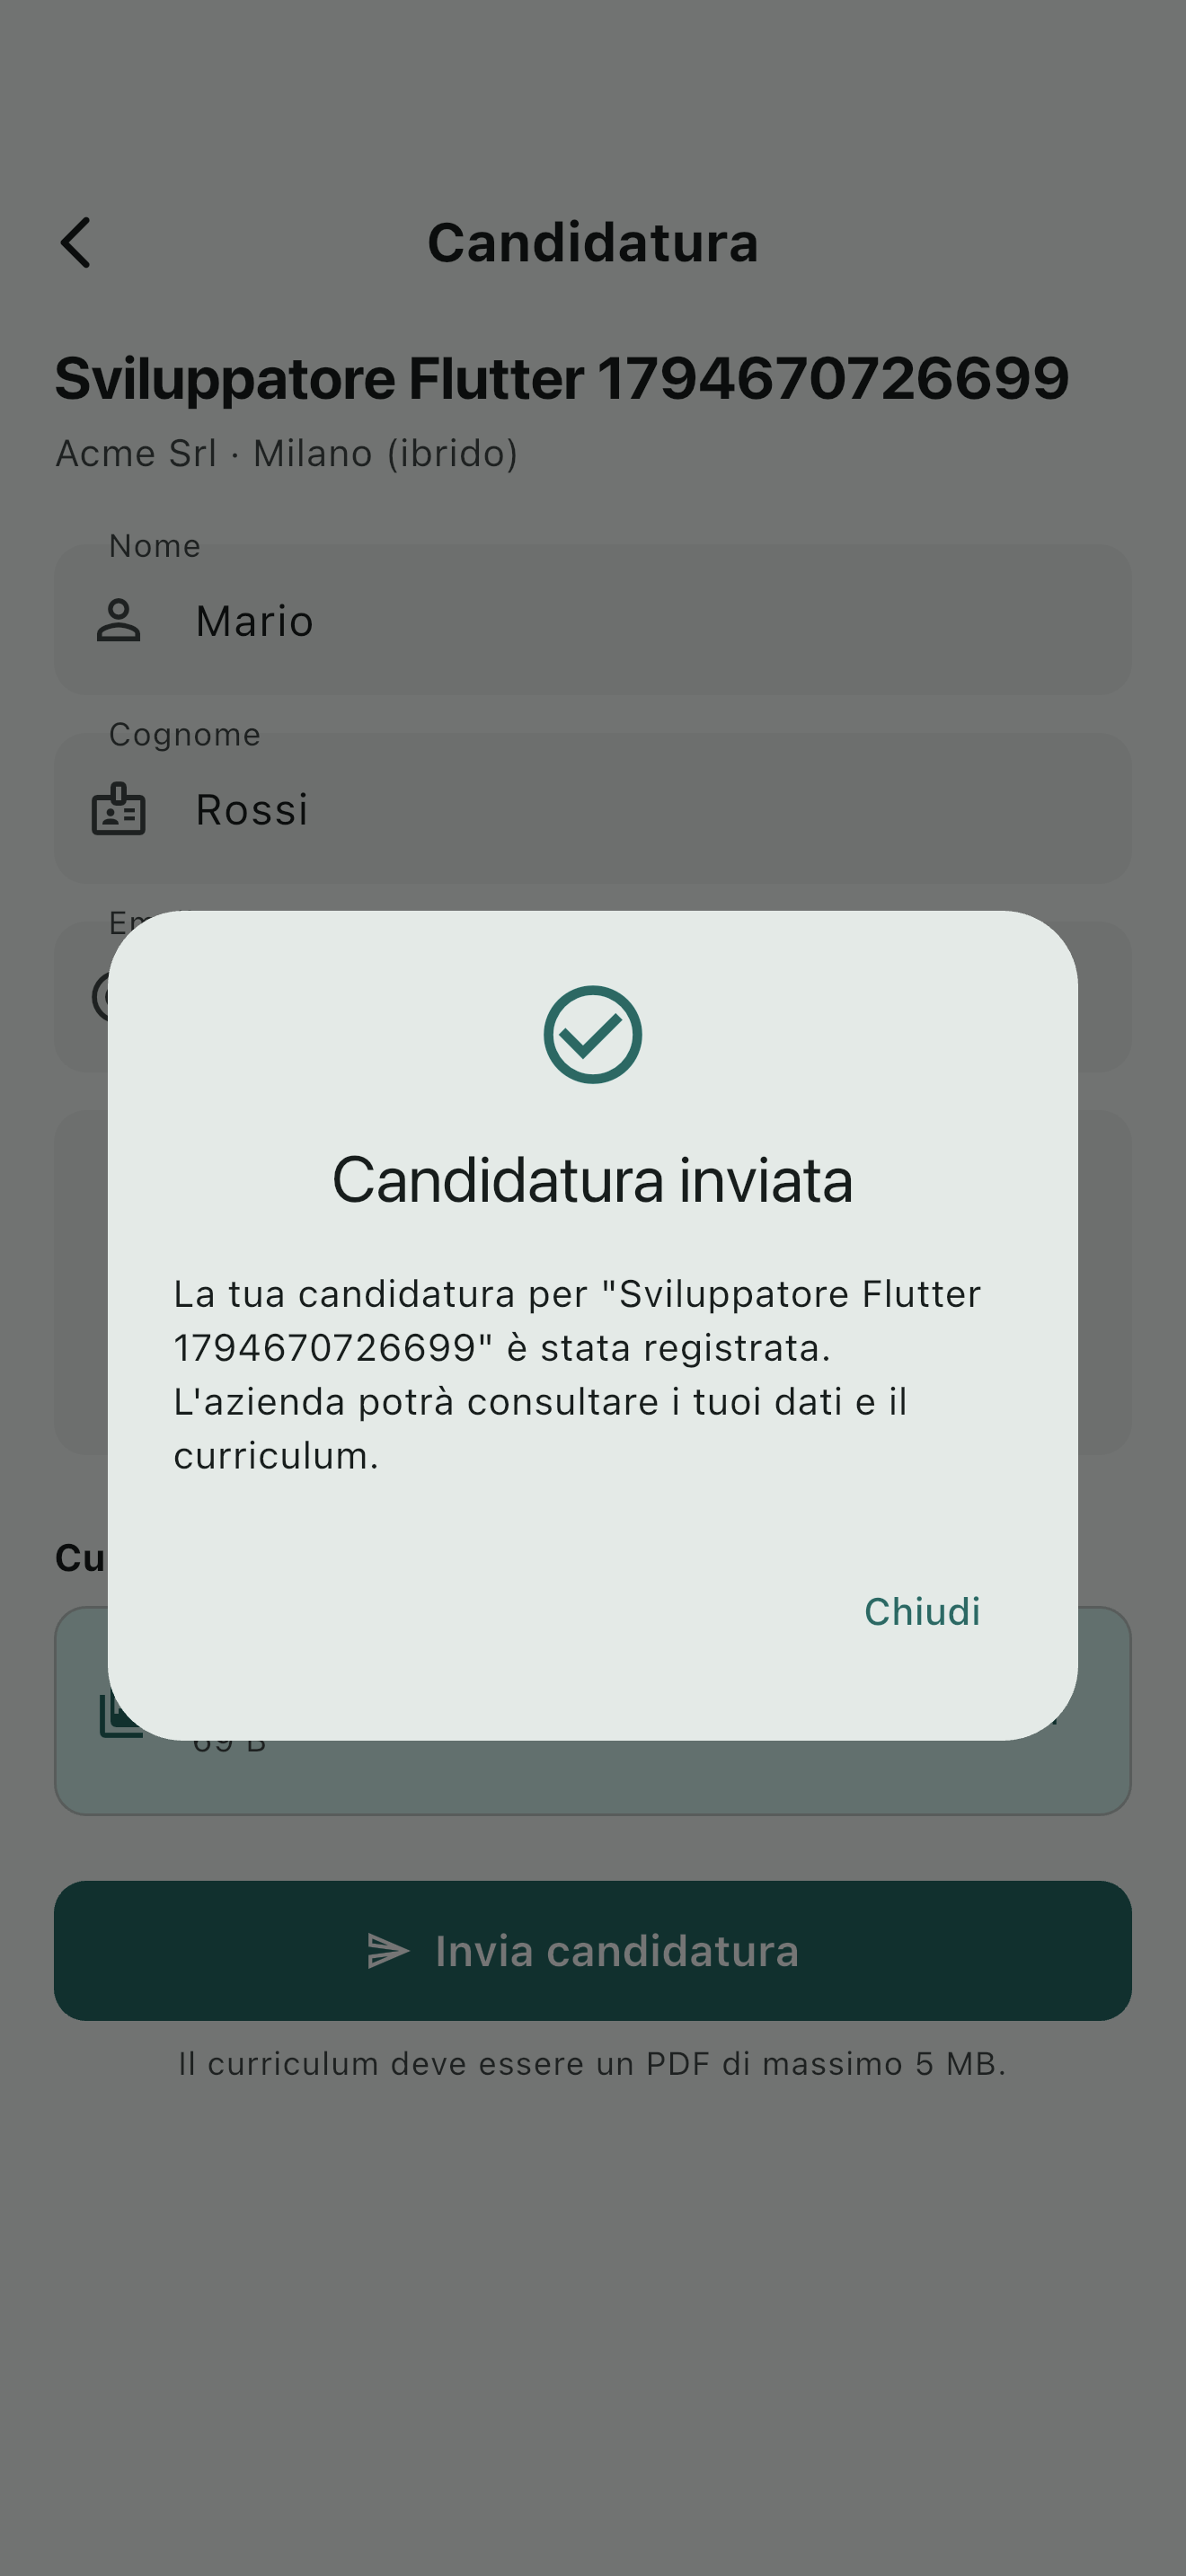 Candidatura
Sviluppatore Flutter 1794670726699
Acme Srl · Milano (ibrido)
Nome
Mario
Cognome
Rossi
Candidatura inviata
La tua candidatura per "Sviluppatore Flutter
1794670726699" è stata registrata.
L'azienda potrà consultare i tuoi dati e il
curriculum.
Chiudi
69 B
Invia candidatura
Il curriculum deve essere un PDF di massimo 5 MB.